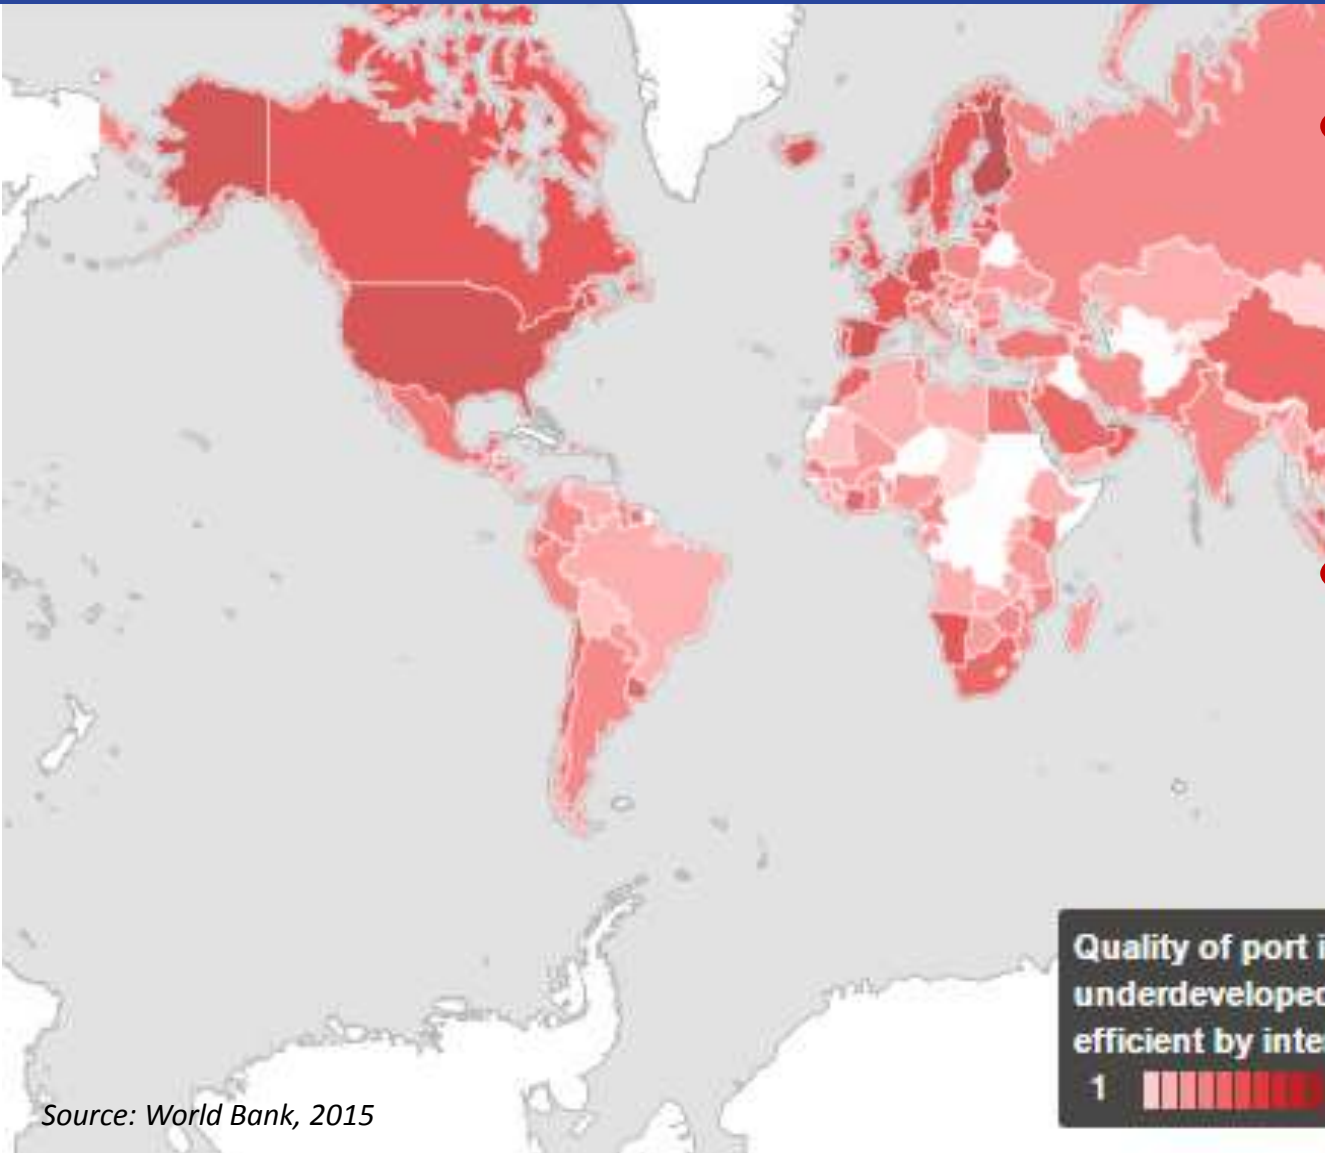 Quality of port i
underdeveloped
efficient by inte
1
Source: World Bank, 2015